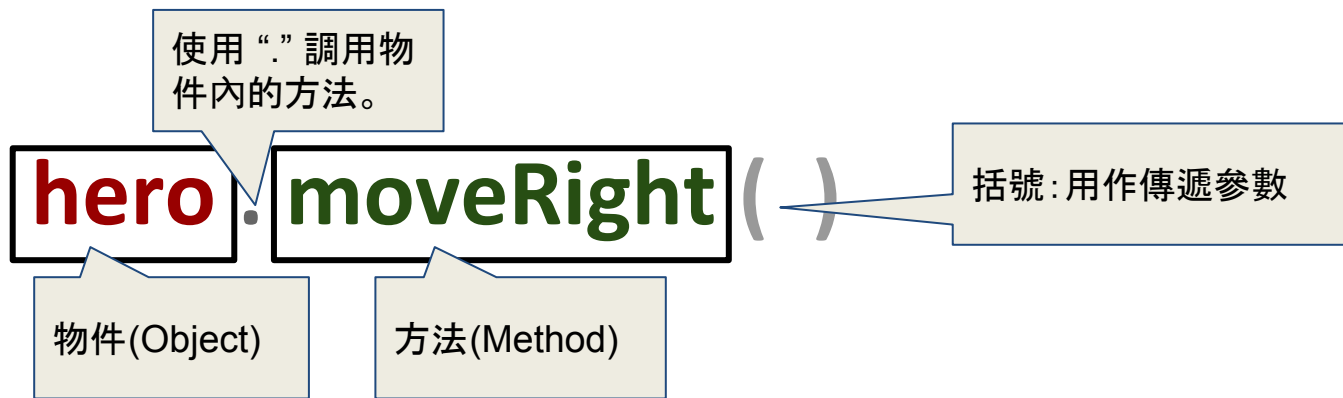 使用 “.” 調用物
件內的方法。
hero.moveRight( )
括號:用作傳遞參數
物件(Object)
方法(Method)